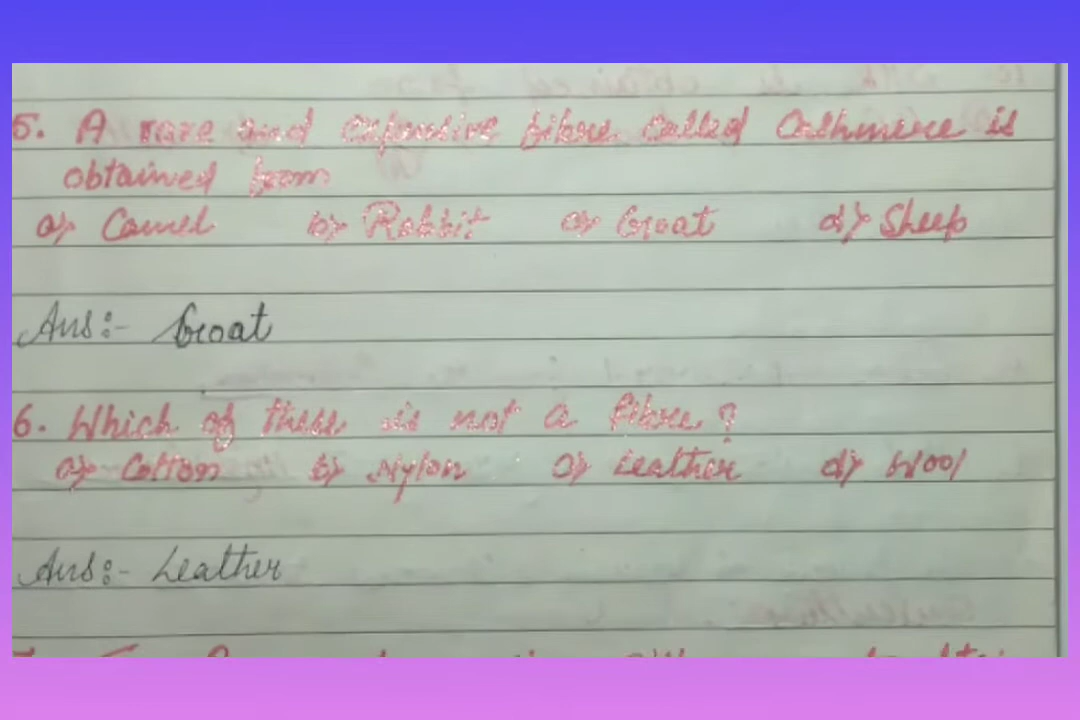 5. A rare and expensive fibre called Cashmere is
obtained from
a) Camel b) Rabbit c) Goat d) Sheep
Ans:- Goat
6. Which of these is not a fibre?
a) Cotton b) Nylon c) Leather d) Wool
Ans:- Leather